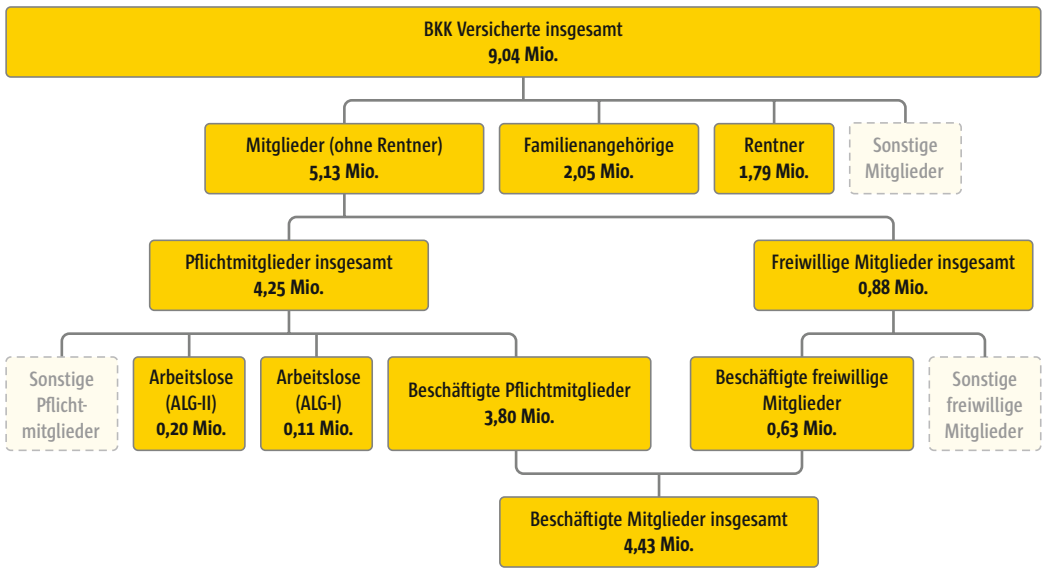 BKK Versicherte insgesamt
9,04 Mio.
Mitglieder (ohne Rentner)
5,13 Mio.
Familienangehörige
2,05 Mio.
Rentner
1,79 Mio.
Sonstige
Mitglieder
Pflichtmitglieder insgesamt
4,25 Mio.
Freiwillige Mitglieder insgesamt
0,88 Mio.
Sonstige
Pflicht-
mitglieder
Arbeitslose
(ALG-II)
0,20 Mio.
Arbeitslose
(ALG-I)
0,11 Mio.
Beschäftigte Pflichtmitglieder
3,80 Mio.
Beschäftigte freiwillige
Mitglieder
0,63 Mio.
Sonstige
freiwillige
Mitglieder
Beschäftigte Mitglieder insgesamt
4,43 Mio.